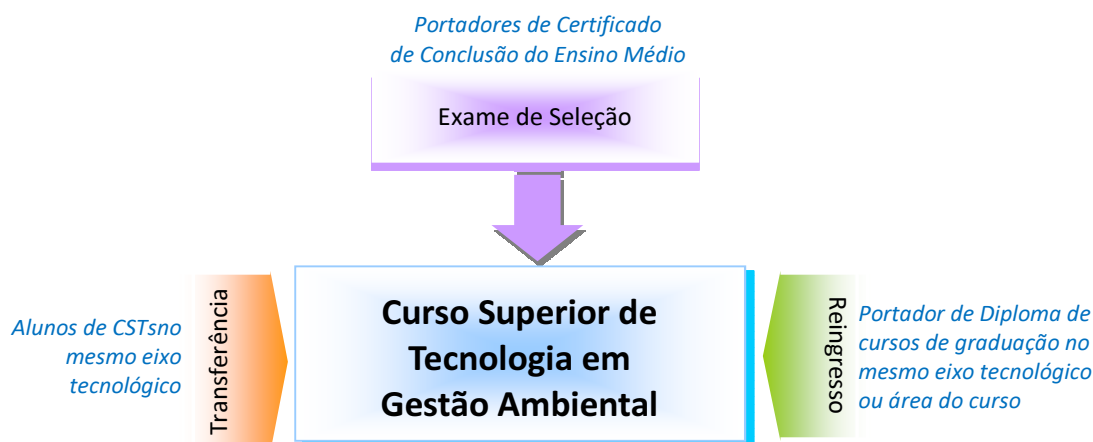 Portadores de Certificado
de Conclusão do Ensino Médio
Exame de Seleção
Alunos de CSTsno
mesmo eixo
tecnológico
Transferência
Curso Superior de
Tecnologia em
Gestão Ambiental
Reingresso
Portador de Diploma de
cursos de graduação no
mesmo eixo tecnológico
ou área do curso